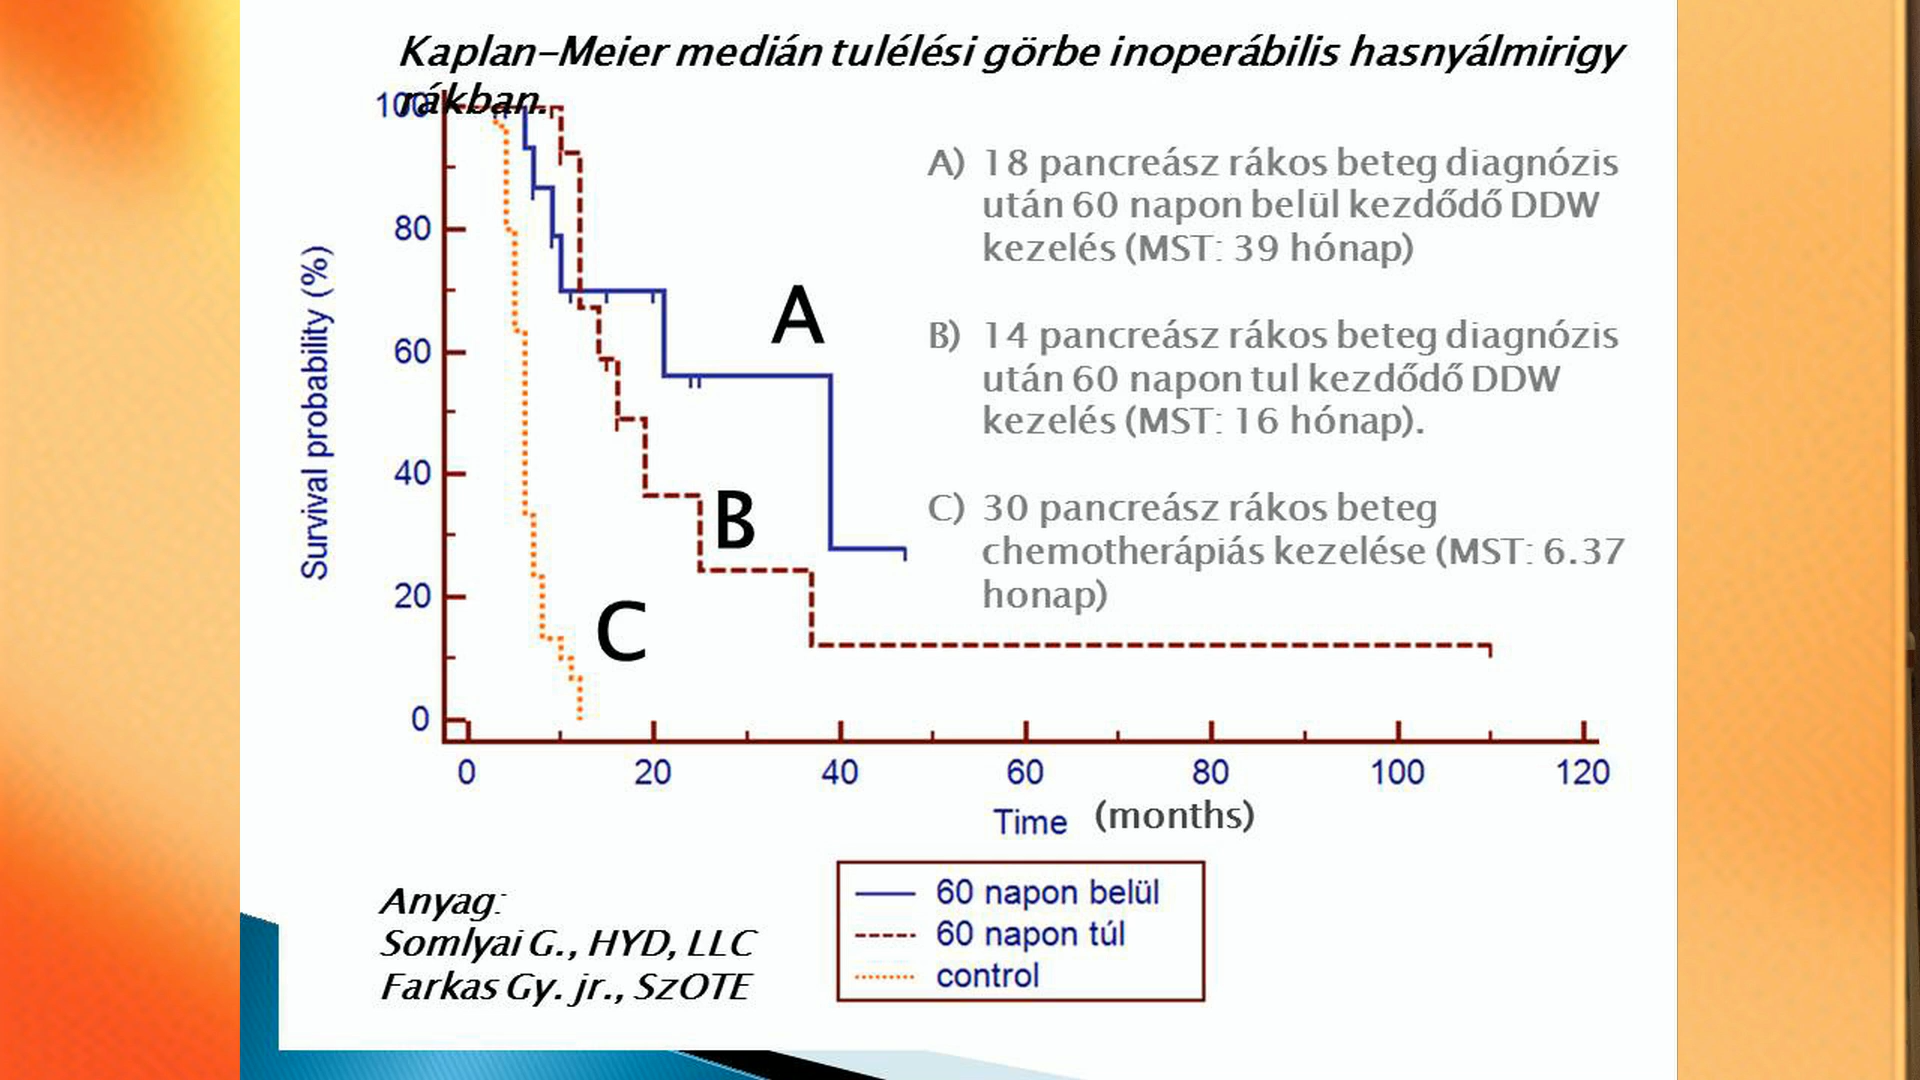 Kaplan-Meier medián tulélési görbe inoperábilis hasnyálmirigy
rákban.
A) 18 pancreász rákos beteg diagnózis
után 60 napon belül kezdődő DDW
kezelés (MST: 39 hónap)
B) 14 pancreász rákos beteg diagnózis
után 60 napon tul kezdődő DDW
kezelés (MST: 16 hónap).
C) 30 pancreász rákos beteg
chemotherápiás kezelése (MST: 6.37
honap)
Survival probability (%)
100
80
60
40
20
0
A
B
C
0 20 40 60 80 100 120
Time (months)
60 napon belül
60 napon túl
control
Anyag:
Somlyai G., HYD, LLC
Farkas Gy. jr., SzOTE